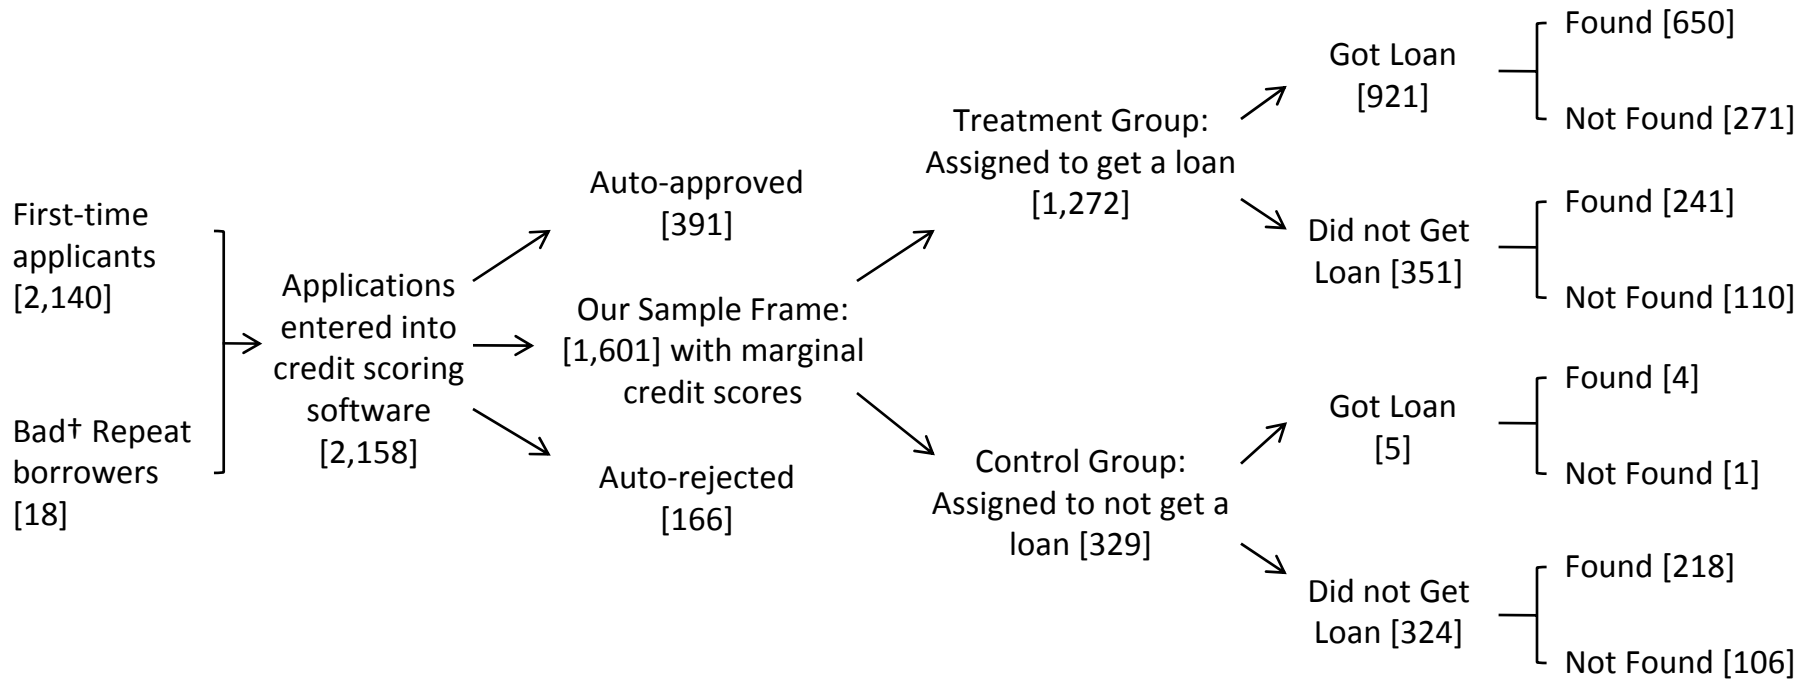 First-time
applicants
[2,140]
Bad† Repeat
borrowers
[18]
Applications
entered into
credit scoring
software
[2,158]
Auto-approved
[391]
Our Sample Frame:
[1,601] with marginal
credit scores
Auto-rejected
[166]
Treatment Group:
Assigned to get a loan
[1,272]
Control Group:
Assigned to not get a
loan [329]
Got Loan
[921]
Did not Get
Loan [351]
Got Loan
[5]
Did not Get
Loan [324]
Found [650]
Not Found [271]
Found [241]
Not Found [110]
Found [4]
Not Found [1]
Found [218]
Not Found [106]